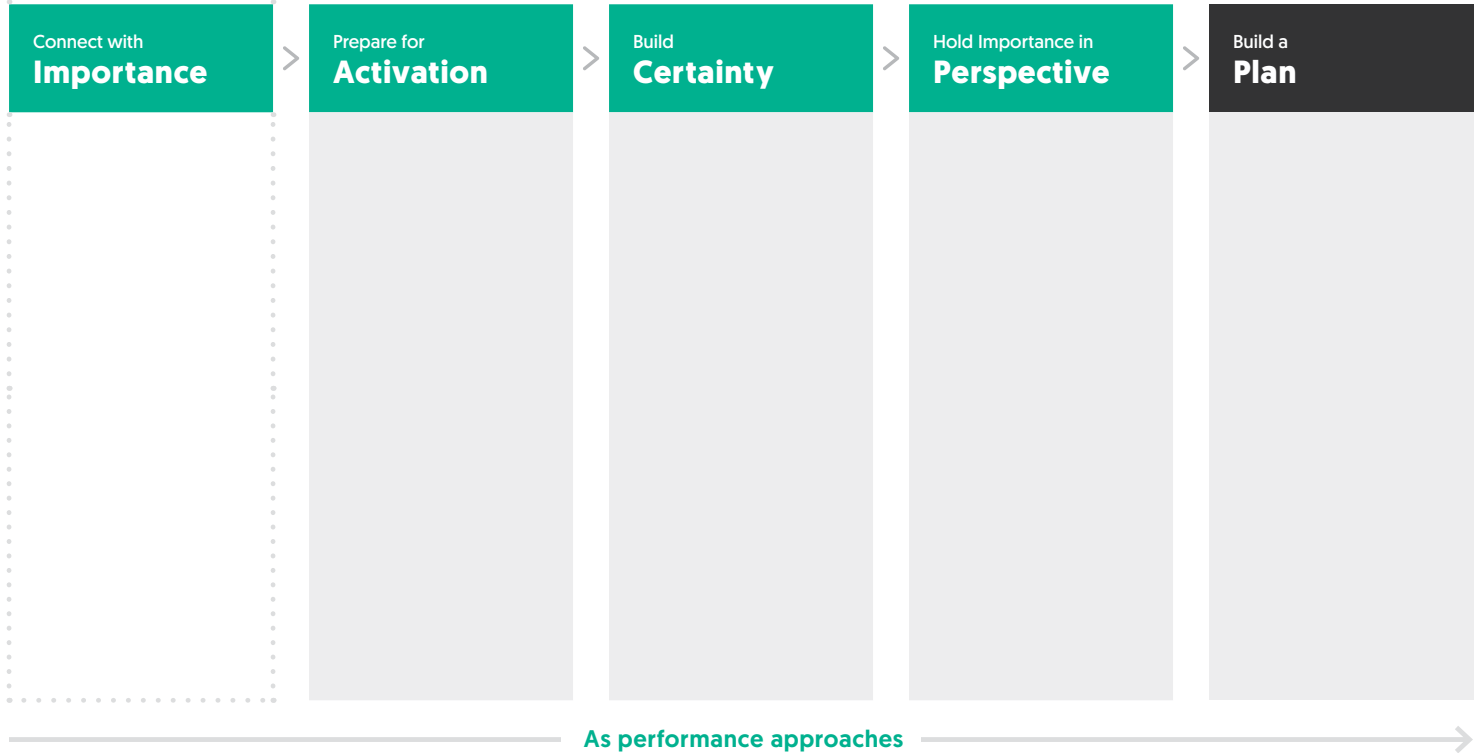 Connect with
Importance
Prepare for
Activation
Build
Certainty
Hold Importance in
Perspective
Build a
Plan
As performance approaches